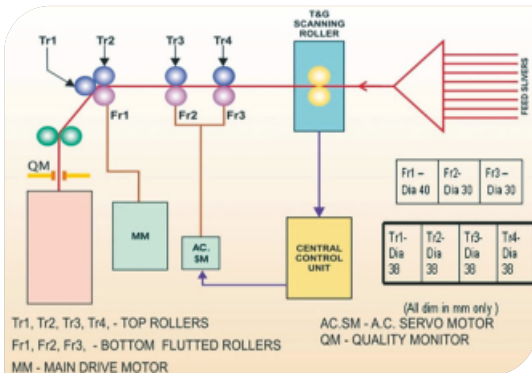 T&G
SCANNING
ROLLER
Tr1
Tr2
Tr3
Tr4
FEED SLIVERS
Fr1
Fr2
Fr3
QM
MM
AC.
SM
CENTRAL
CONTROL
UNIT
Fr1 –
Dia 40
Fr2-
Dia 30
Fr3 –
Dia 30
Tr1-
Dia
38
Tr2-
Dia
38
Tr3-
Dia
38
Tr4-
Dia
38
(All dim in mm only )
Tr1, Tr2, Tr3, Tr4, - TOP ROLLERS
Fr1, Fr2, Fr3, - BOTTOM FLUTTED ROLLERS
MM – MAIN DRIVE MOTOR
AC.SM - A.C. SERVO MOTOR
QM - QUALITY MONITOR